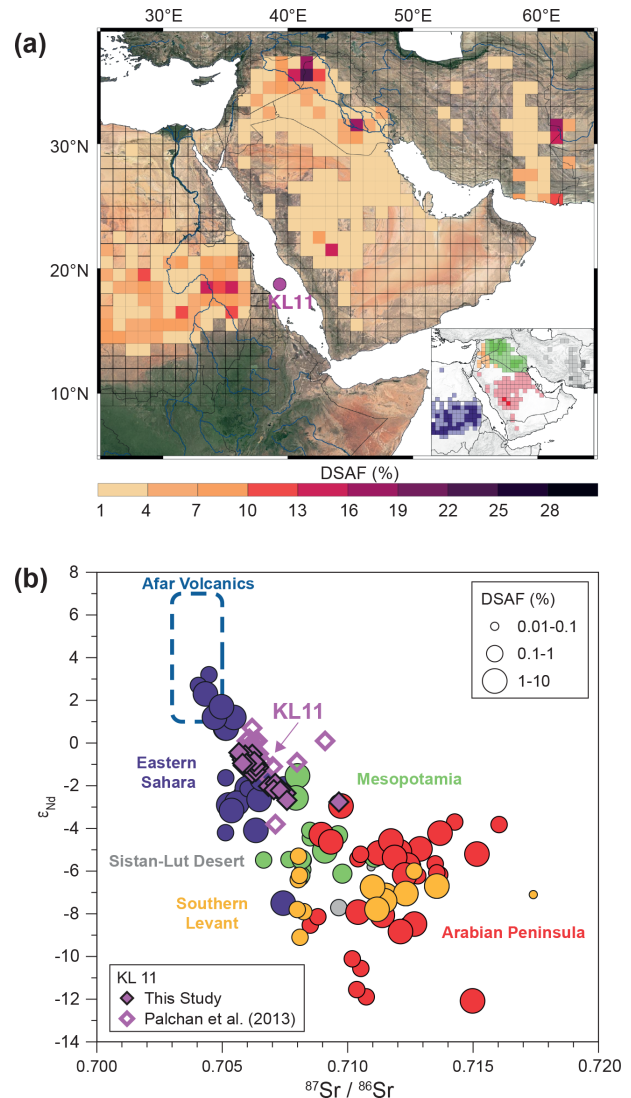 (a)
30°E
40°E
50°E
60°E
30°N
20°N
10°N
KL11
DSAF (%)
1 4 7 10 13 16 19 22 25 28
(b)
8
6
4
2
0
-2
-4
-6
-8
-10
-12
-14
εNd
Afar Volcanics
DSAF (%)
0.01-0.1
0.1-1
1-10
KL11
Eastern
Sahara
Mesopotamia
Sistan-Lut Desert
Southern
Levant
Arabian Peninsula
KL 11
This Study
Palchan et al. (2013)
0.700 0.705 0.710 0.715 0.720
87Sr / 86Sr